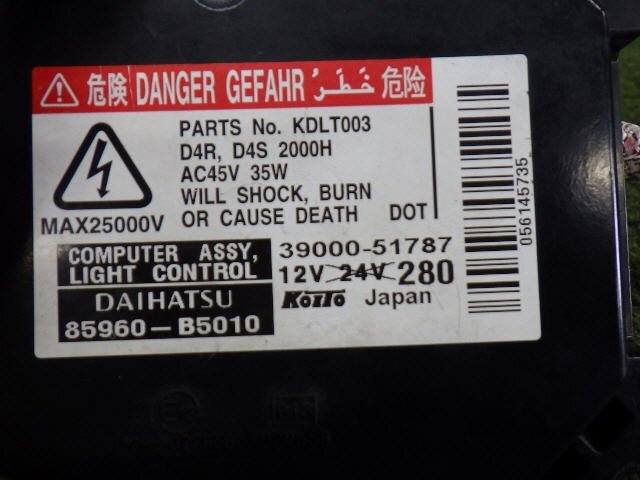 危険 DANGER GEFAHR خَطَرُ 危险
PARTS No. KDLT003
D4R, D4S 2000H
AC45V 35W
WILL SHOCK, BURN
OR CAUSE DEATH DOT
MAX25000V
COMPUTER ASSY,
LIGHT CONTROL
DAIHATSU
85960-B5010
39000-51787
12V 24V 280
KOITO Japan
056145735